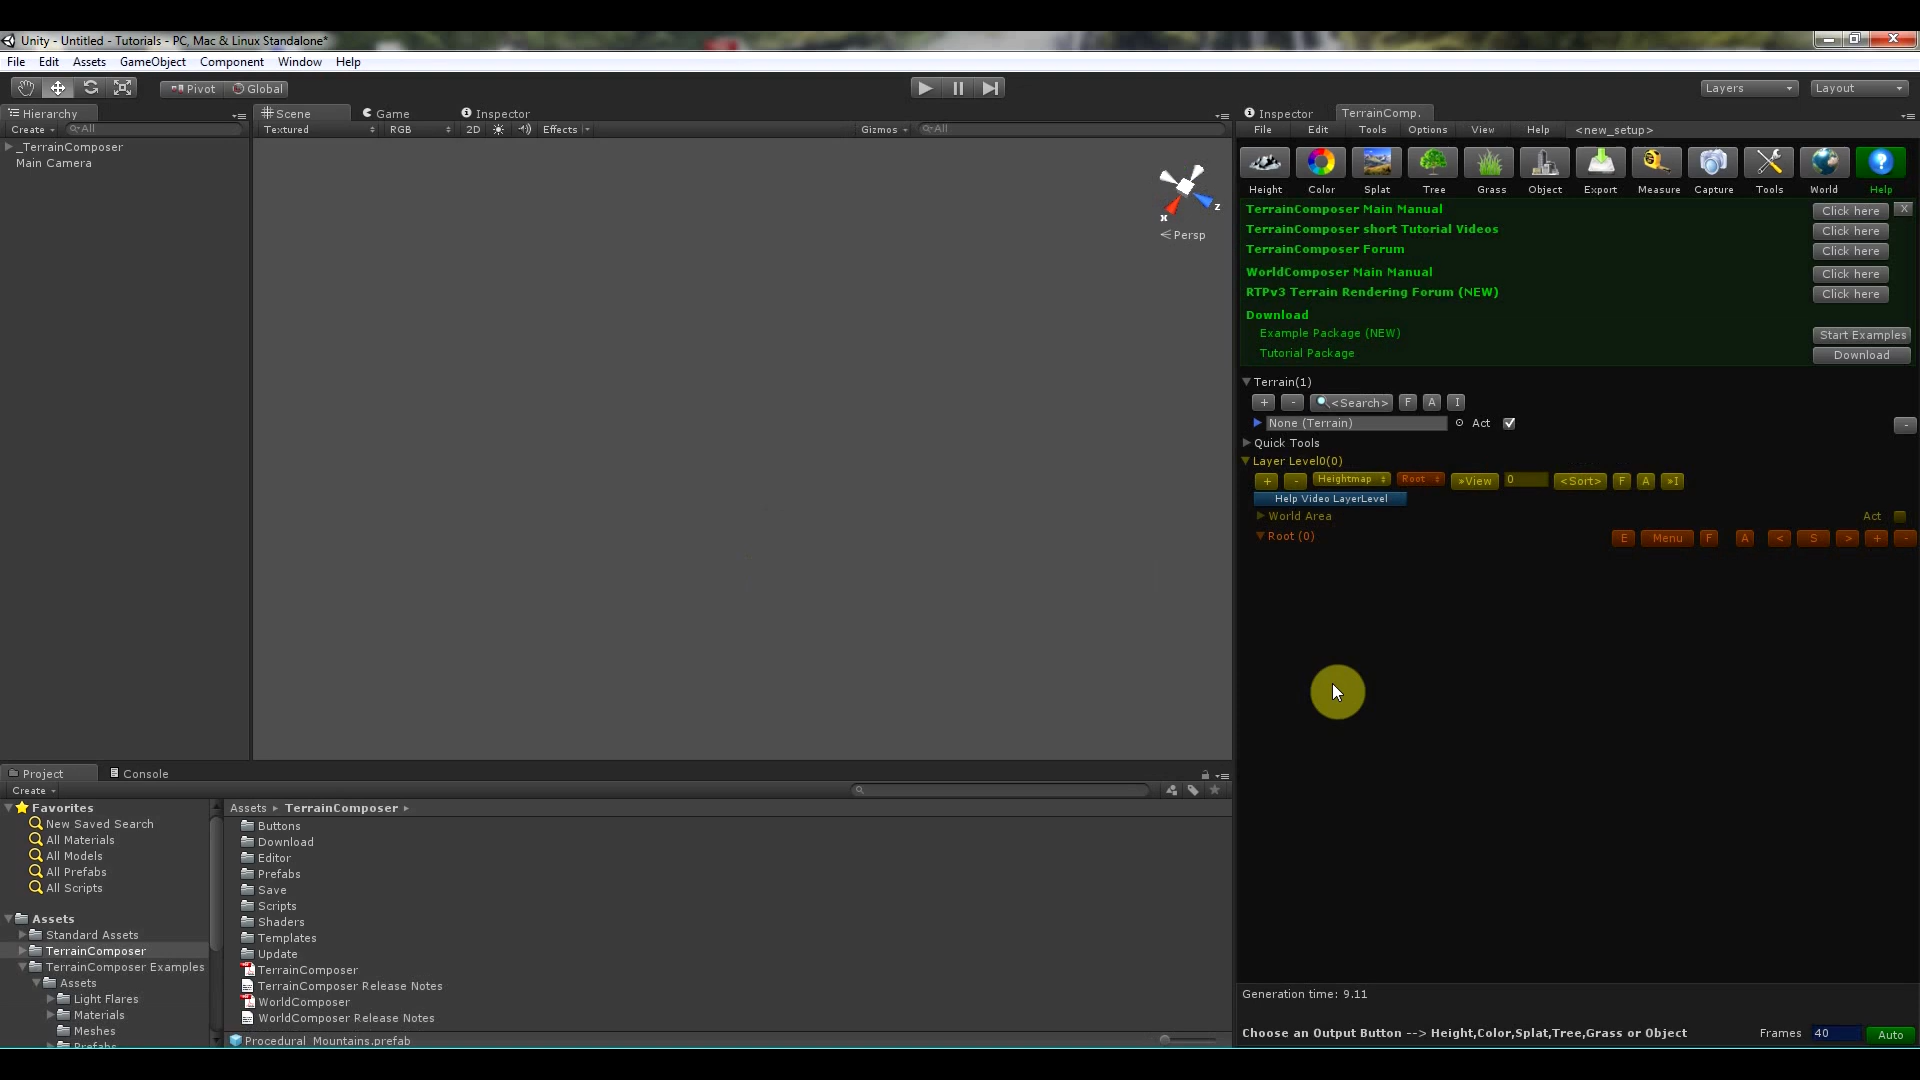 Unity - Untitled - Tutorials - PC, Mac & Linux Standalone*
File Edit Assets GameObject Component Window Help
Pivot Global Layers Layout
Hierarchy
Create All
_TerrainComposer
Main Camera
Scene Game Inspector
Textured RGB 2D Effects Gizmos All
x z
Persp
Inspector TerrainComp.
File Edit Tools Options View Help <new_setup>
Height Color Splat Tree Grass Object Export Measure Capture Tools World Help
TerrainComposer Main Manual Click here X
TerrainComposer short Tutorial Videos Click here
TerrainComposer Forum Click here
WorldComposer Main Manual Click here
RTPv3 Terrain Rendering Forum (NEW) Click here
Download
Example Package (NEW) Start Examples
Tutorial Package Download
Terrain(1)
+ - <Search> F A I
None (Terrain) Act -
Quick Tools
Layer Level0(0)
+ - Heightmap Root »View 0 <Sort> F A »I
Help Video LayerLevel
World Area Act
Root (0) E Menu F A < S > + -
Generation time: 9.11
Choose an Output Button --> Height,Color,Splat,Tree,Grass or Object Frames 40 Auto
Project Console
Create
Favorites
New Saved Search
All Materials
All Models
All Prefabs
All Scripts
Assets
Standard Assets
TerrainComposer
TerrainComposer Examples
Assets
Light Flares
Materials
Meshes
Prefabs
Assets TerrainComposer
Buttons
Download
Editor
Prefabs
Save
Scripts
Shaders
Templates
Update
TerrainComposer
TerrainComposer Release Notes
WorldComposer
WorldComposer Release Notes
Procedural_Mountains.prefab